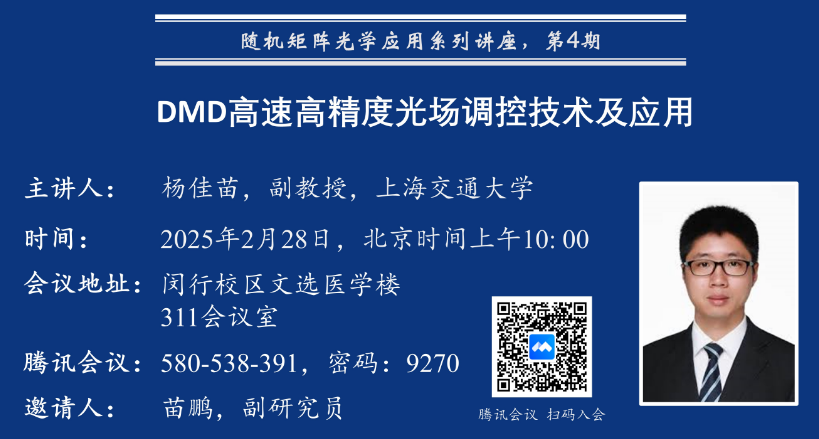 随机矩阵光学应用系列讲座，第4期
DMD高速高精度光场调控技术及应用
主讲人： 杨佳苗，副教授，上海交通大学
时间： 2025年2月28日，北京时间上午10:00
会议地址： 闵行校区文选医学楼
311会议室
腾讯会议： 580-538-391，密码：9270
邀请人： 苗鹏，副研究员
腾讯会议 扫码入会